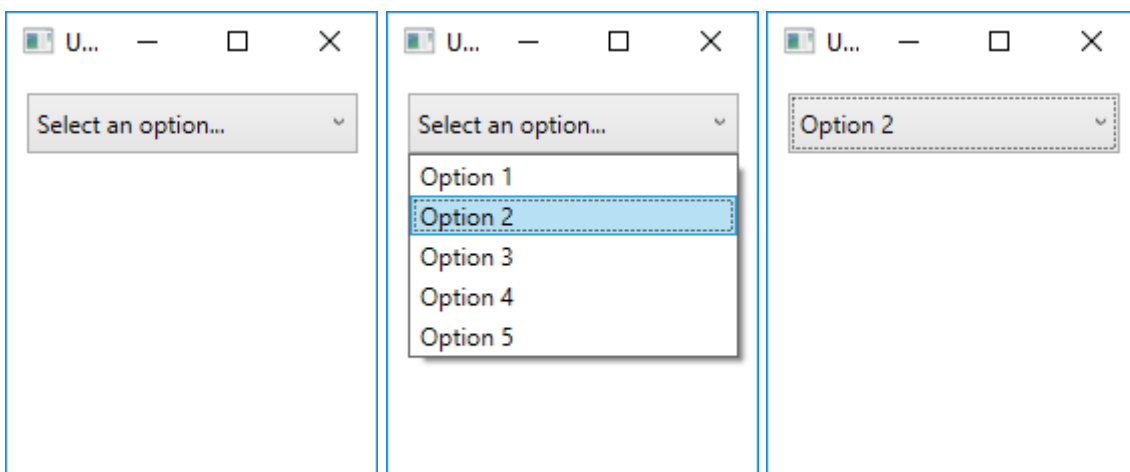 U...
Select an option...
U...
Select an option...
Option 1
Option 2
Option 3
Option 4
Option 5
U...
Option 2